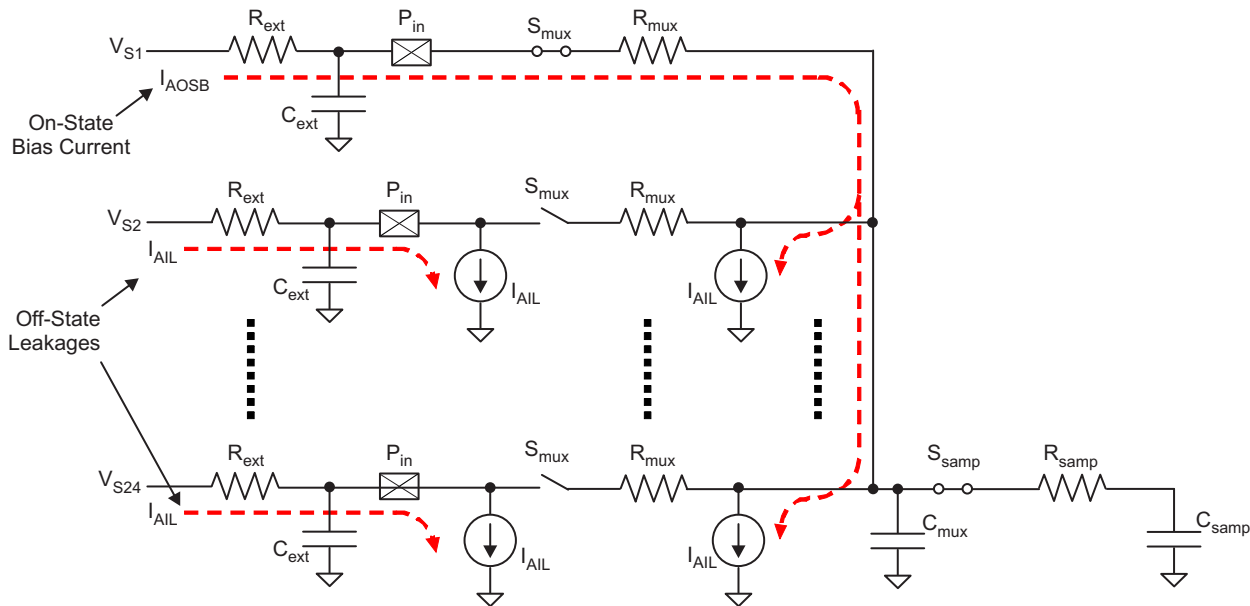 R_ext P_in S_mux R_mux
V_S1
I_AOSB
C_ext
On-State
Bias Current
R_ext P_in S_mux R_mux
V_S2
I_AIL
C_ext I_AIL I_AIL
Off-State
Leakages
R_ext P_in S_mux R_mux S_samp R_samp
V_S24
I_AIL
C_ext I_AIL I_AIL C_mux C_samp